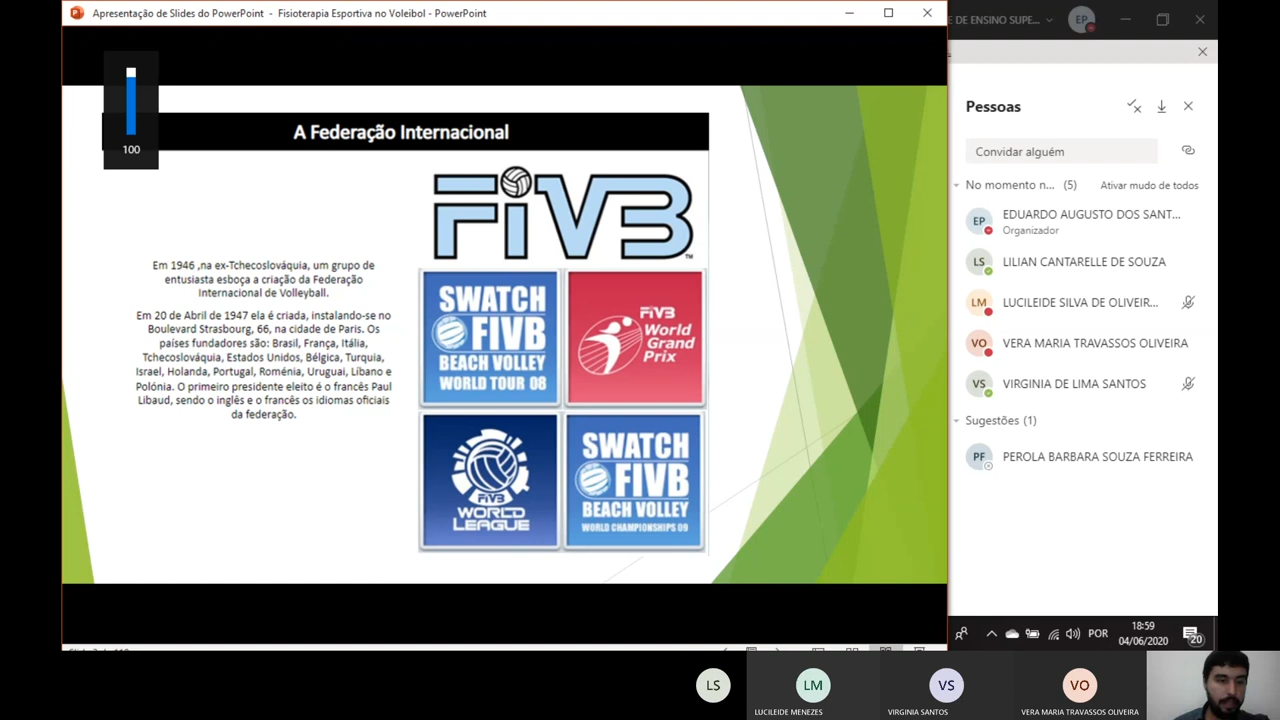 Apresentação de Slides do PowerPoint - Fisioterapia Esportiva no Voleibol - PowerPoint
DE ENSINO SUPE...
EP
100
A Federação Internacional
FiVB
TM
Em 1946 ,na ex-Tchecoslováquia, um grupo de
entusiasta esboça a criação da Federação
Internacional de Volleyball.
Em 20 de Abril de 1947 ela é criada, instalando-se no
Boulevard Strasbourg, 66, na cidade de Paris. Os
países fundadores são: Brasil, França, Itália,
Tchecoslováquia, Estados Unidos, Bélgica, Turquia,
Israel, Holanda, Portugal, Roménia, Uruguai, Líbano e
Polónia. O primeiro presidente eleito é o francês Paul
Libaud, sendo o inglês e o francês os idiomas oficiais
da federação.
SWATCH
FIVB
BEACH VOLLEY
WORLD TOUR 08
FiVB
World
Grand
Prix
FiVB
WORLD
LEAGUE
SWATCH
FIVB
BEACH VOLLEY
WORLD CHAMPIONSHIPS 09
Pessoas
Convidar alguém
No momento n... (5)
Ativar mudo de todos
EP
EDUARDO AUGUSTO DOS SANT...
Organizador
LS
LILIAN CANTARELLE DE SOUZA
LM
LUCILEIDE SILVA DE OLIVEIR...
VO
VERA MARIA TRAVASSOS OLIVEIRA
VS
VIRGINIA DE LIMA SANTOS
Sugestões (1)
PF
PEROLA BARBARA SOUZA FERREIRA
POR
18:59
04/06/2020
20
LS
LM
LUCILEIDE MENEZES
VS
VIRGINIA SANTOS
VO
VERA MARIA TRAVASSOS OLIVEIRA